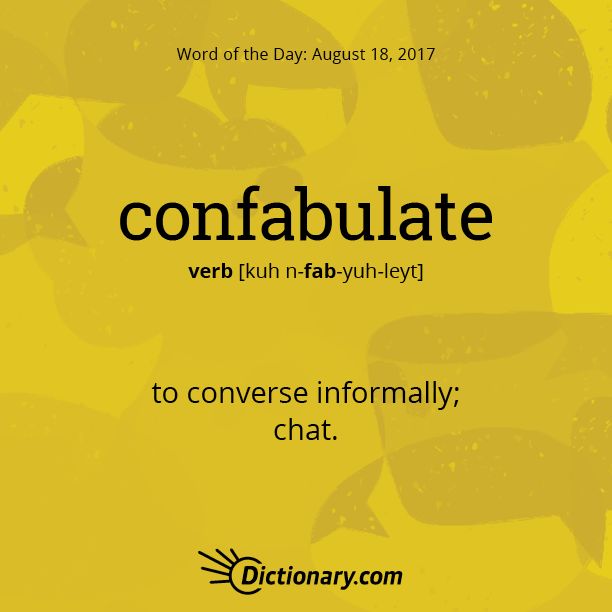 Word of the Day: August 18, 2017
confabulate
verb [kuh n-fab-yuh-leyt]
to converse informally;
chat.
Dictionary.com